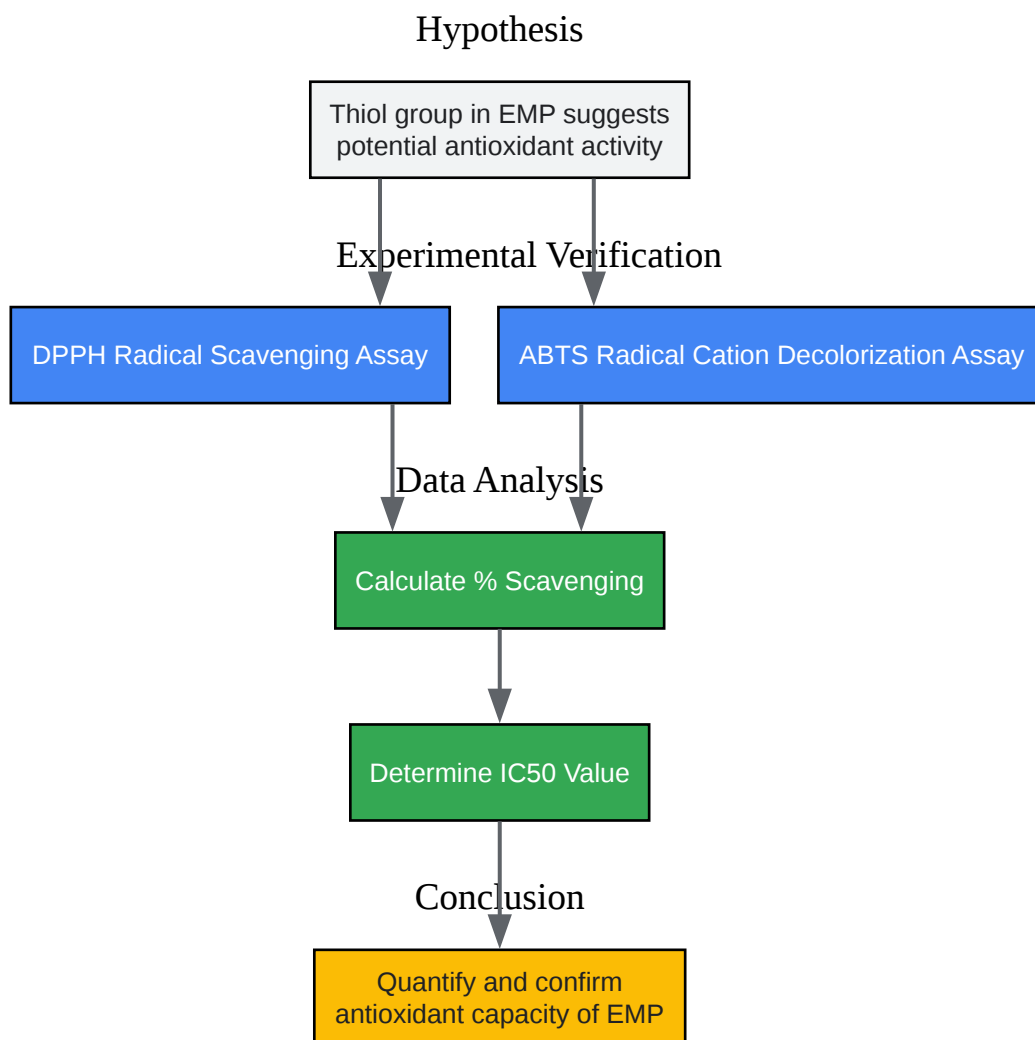 Hypothesis
Thiol group in EMP suggests
potential antioxidant activity
Experimental Verification
DPPH Radical Scavenging Assay
ABTS Radical Cation Decolorization Assay
Data Analysis
Calculate % Scavenging
Determine IC50 Value
Conclusion
Quantify and confirm
antioxidant capacity of EMP